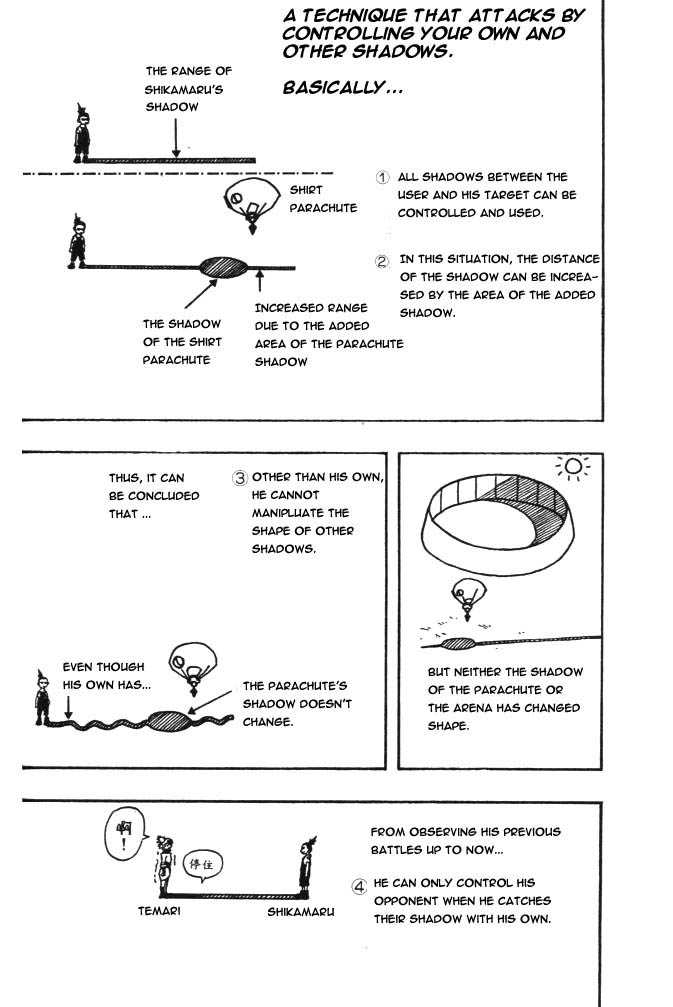 A TECHNIQUE THAT ATTACKS BY
CONTROLLING YOUR OWN AND
OTHER SHADOWS.
BASICALLY...
THE RANGE OF
SHIKAMARU'S
SHADOW
① ALL SHADOWS BETWEEN THE
USER AND HIS TARGET CAN BE
CONTROLLED AND USED.
SHIRT
PARACHUTE
② IN THIS SITUATION, THE DISTANCE
OF THE SHADOW CAN BE INCREA-
SED BY THE AREA OF THE ADDED
SHADOW.
THE SHADOW
OF THE SHIRT
PARACHUTE
INCREASED RANGE
DUE TO THE ADDED
AREA OF THE PARACHUTE
SHADOW
THUS, IT CAN
BE CONCLUDED
THAT ...
③ OTHER THAN HIS OWN,
HE CANNOT
MANIPLUATE THE
SHAPE OF OTHER
SHADOWS.
EVEN THOUGH
HIS OWN HAS...
THE PARACHUTE'S
SHADOW DOESN'T
CHANGE.
BUT NEITHER THE SHADOW
OF THE PARACHUTE OR
THE ARENA HAS CHANGED
SHAPE.
啊
!
停住
TEMARI
SHIKAMARU
FROM OBSERVING HIS PREVIOUS
BATTLES UP TO NOW...
④ HE CAN ONLY CONTROL HIS
OPPONENT WHEN HE CATCHES
THEIR SHADOW WITH HIS OWN.